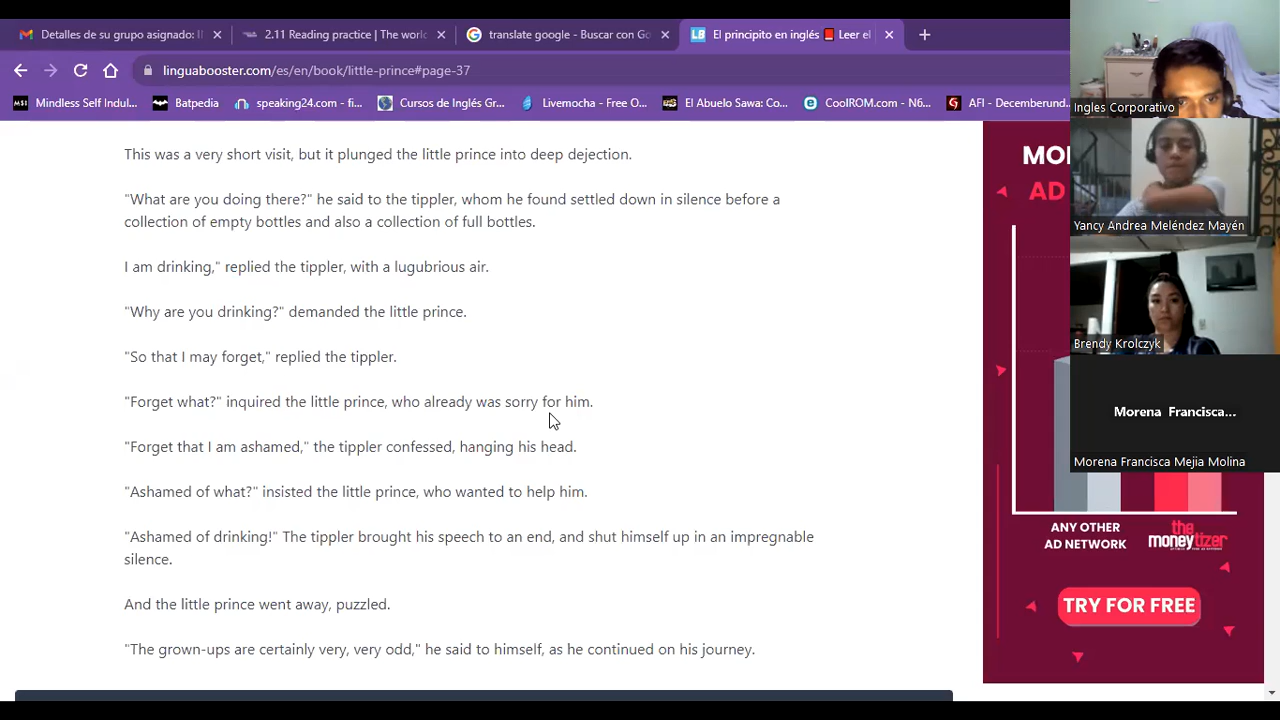 Detalles de su grupo asignado: I
2.11 Reading practice | The worl
translate google - Buscar con Go
El principito en inglés Leer el
linguabooster.com/es/en/book/little-prince#page-37
Mindless Self Indul...
Batpedia
speaking24.com - fi...
Cursos de Inglés Gr...
Livemocha - Free O...
El Abuelo Sawa: Co...
CoolROM.com - N6...
AFI - Decemberund...
This was a very short visit, but it plunged the little prince into deep dejection.
"What are you doing there?" he said to the tippler, whom he found settled down in silence before a
collection of empty bottles and also a collection of full bottles.
I am drinking," replied the tippler, with a lugubrious air.
"Why are you drinking?" demanded the little prince.
"So that I may forget," replied the tippler.
"Forget what?" inquired the little prince, who already was sorry for him.
"Forget that I am ashamed," the tippler confessed, hanging his head.
"Ashamed of what?" insisted the little prince, who wanted to help him.
"Ashamed of drinking!" The tippler brought his speech to an end, and shut himself up in an impregnable
silence.
And the little prince went away, puzzled.
"The grown-ups are certainly very, very odd," he said to himself, as he continued on his journey.
MO
AD
ANY OTHER
AD NETWORK
the
moneytizer
TRY FOR FREE
Ingles Corporativo
Yancy Andrea Meléndez Mayén
Brendy Krolczyk
Morena Francisca...
Morena Francisca Mejia Molina